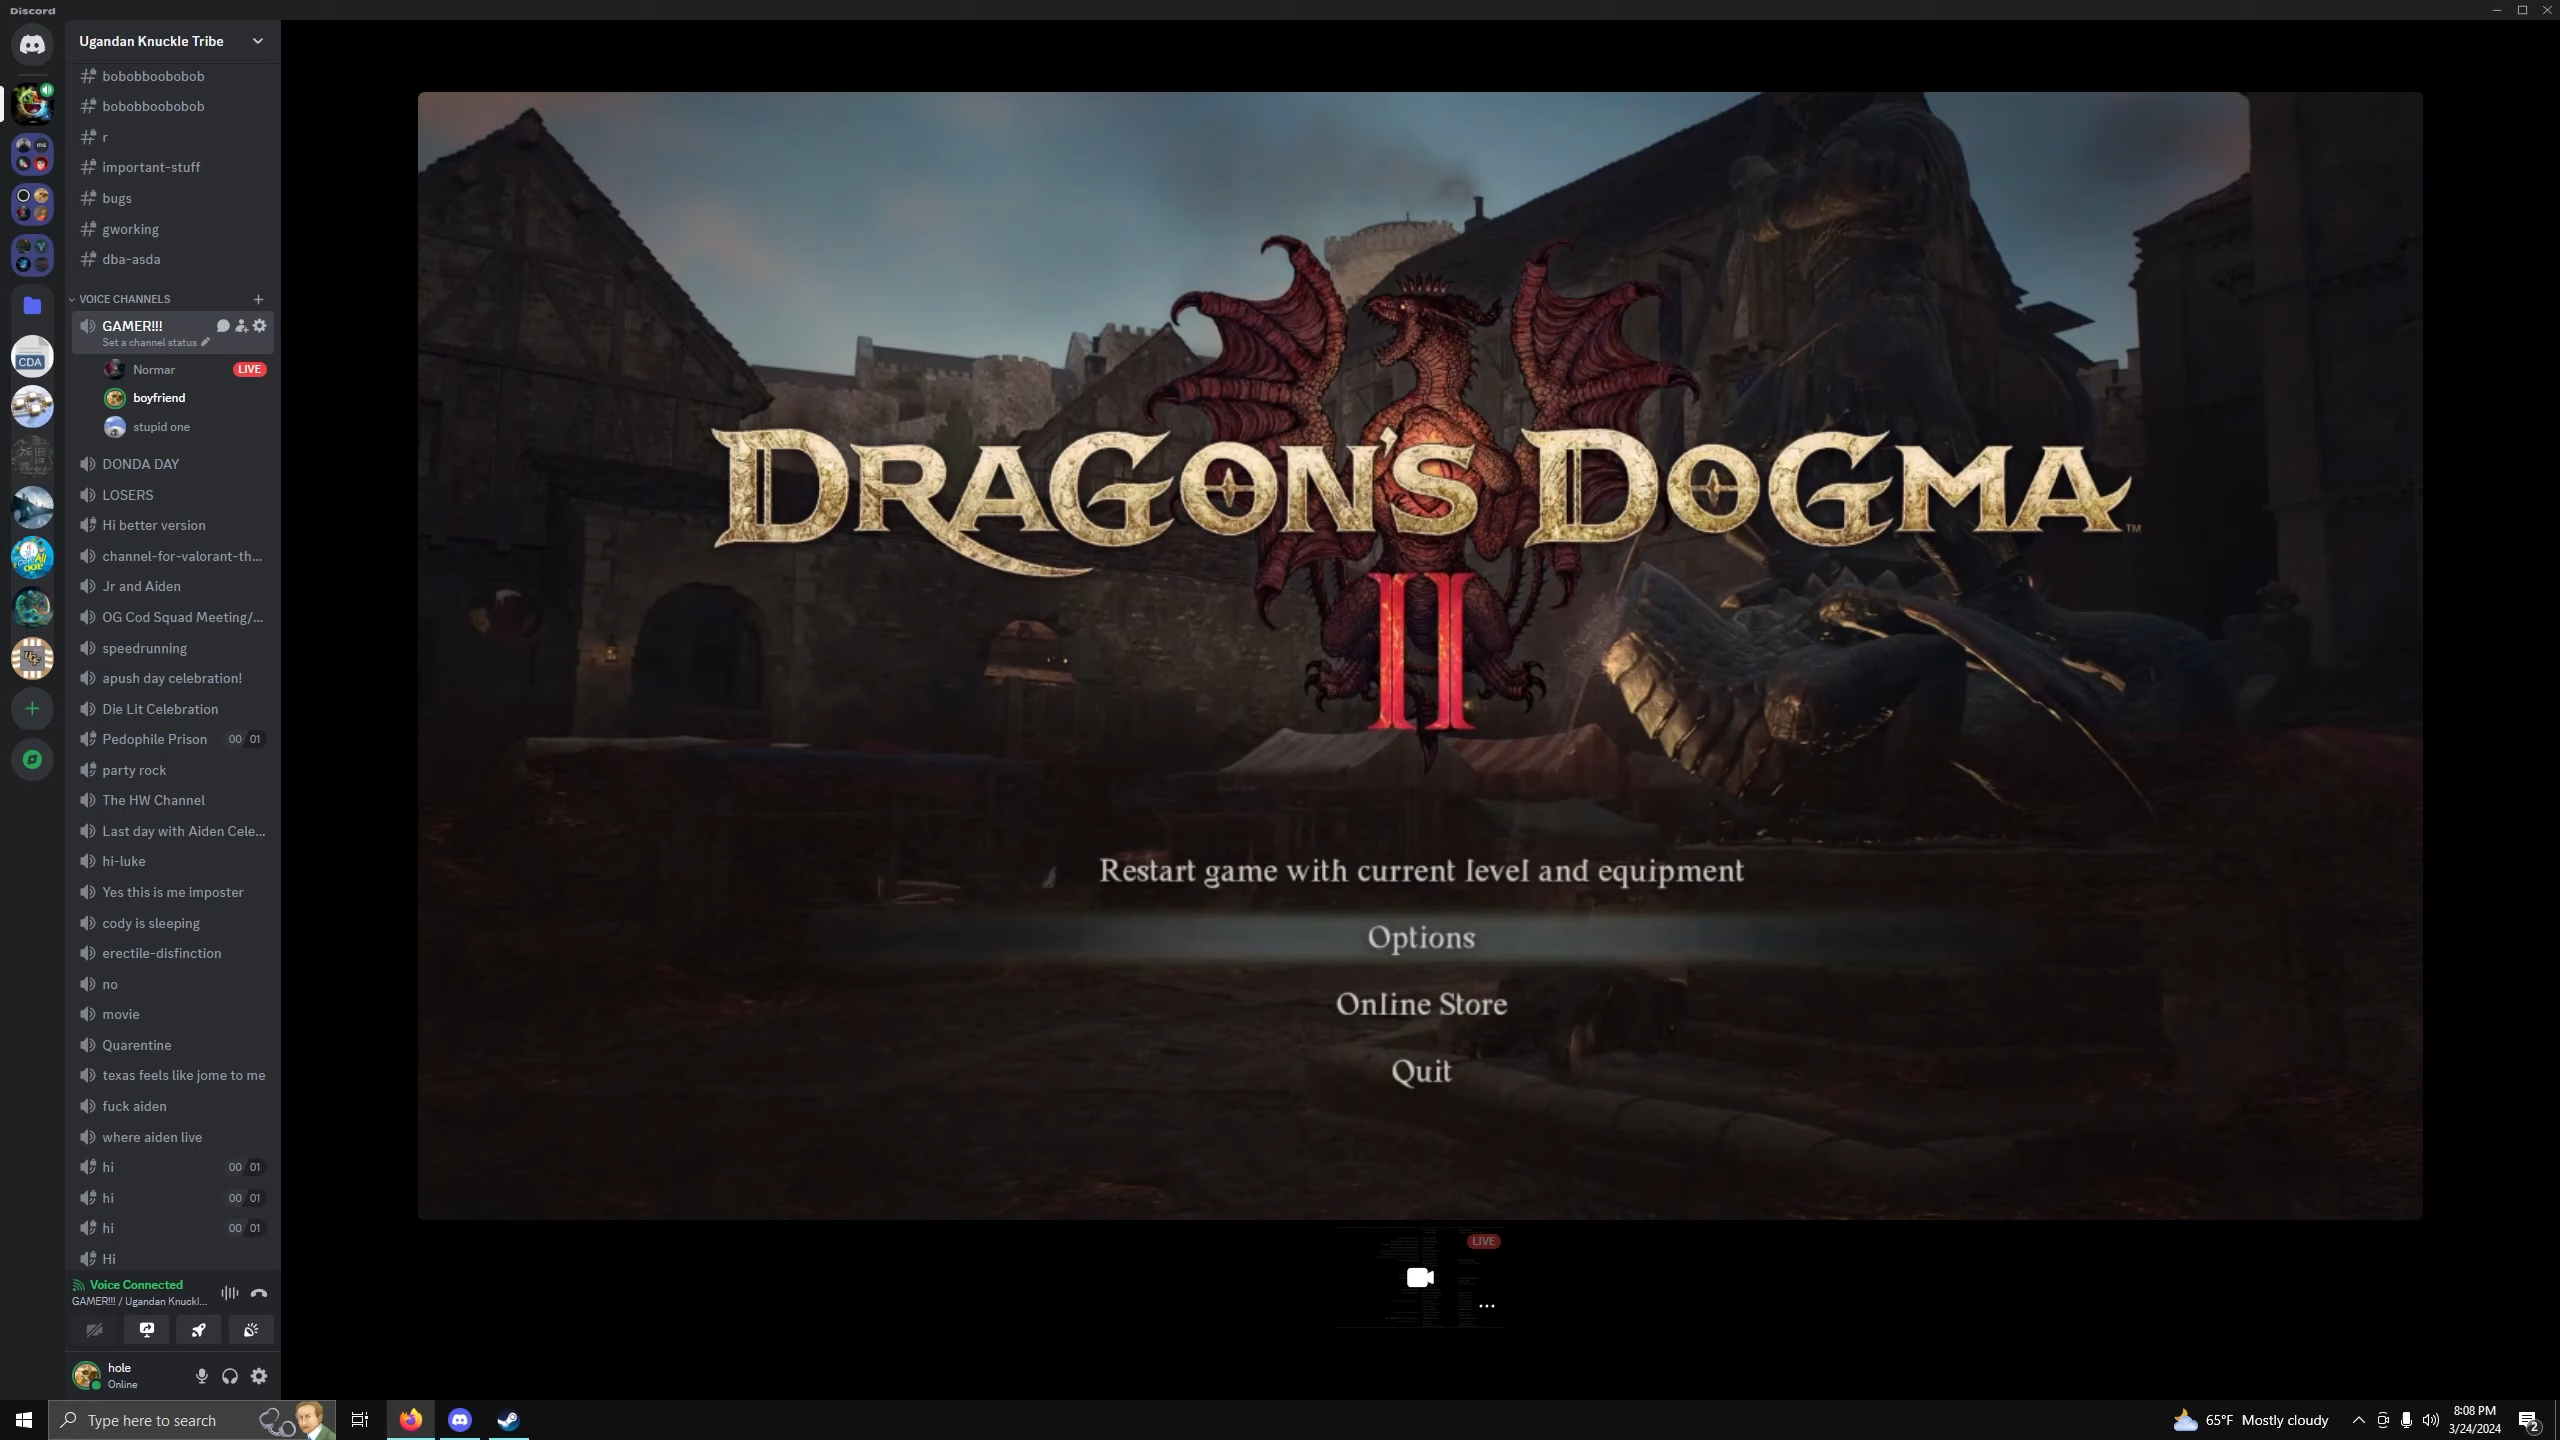 Discord
Ugandan Knuckle Tribe
bobobboobobob
bobobboobobob
r
important-stuff
bugs
gworking
dba-asda
VOICE CHANNELS
GAMER!!!
Set a channel status
Normar LIVE
boyfriend
stupid one
DONDA DAY
LOSERS
Hi better version
channel-for-valorant-th...
Jr and Aiden
OG Cod Squad Meeting/...
speedrunning
apush day celebration!
Die Lit Celebration
Pedophile Prison 00 01
party rock
The HW Channel
Last day with Aiden Cele...
hi-luke
Yes this is me imposter
cody is sleeping
erectile-disfinction
no
movie
Quarentine
texas feels like jome to me
fuck aiden
where aiden live
hi 00 01
hi 00 01
hi 00 01
Hi
Voice Connected
GAMER!!! / Ugandan Knuckl...
hole
Online
CDA
UCF
DRAGON'S DOGMA™
II
Restart game with current level and equipment
Options
Online Store
Quit
LIVE
Type here to search
65°F Mostly cloudy
8:08 PM
3/24/2024
2